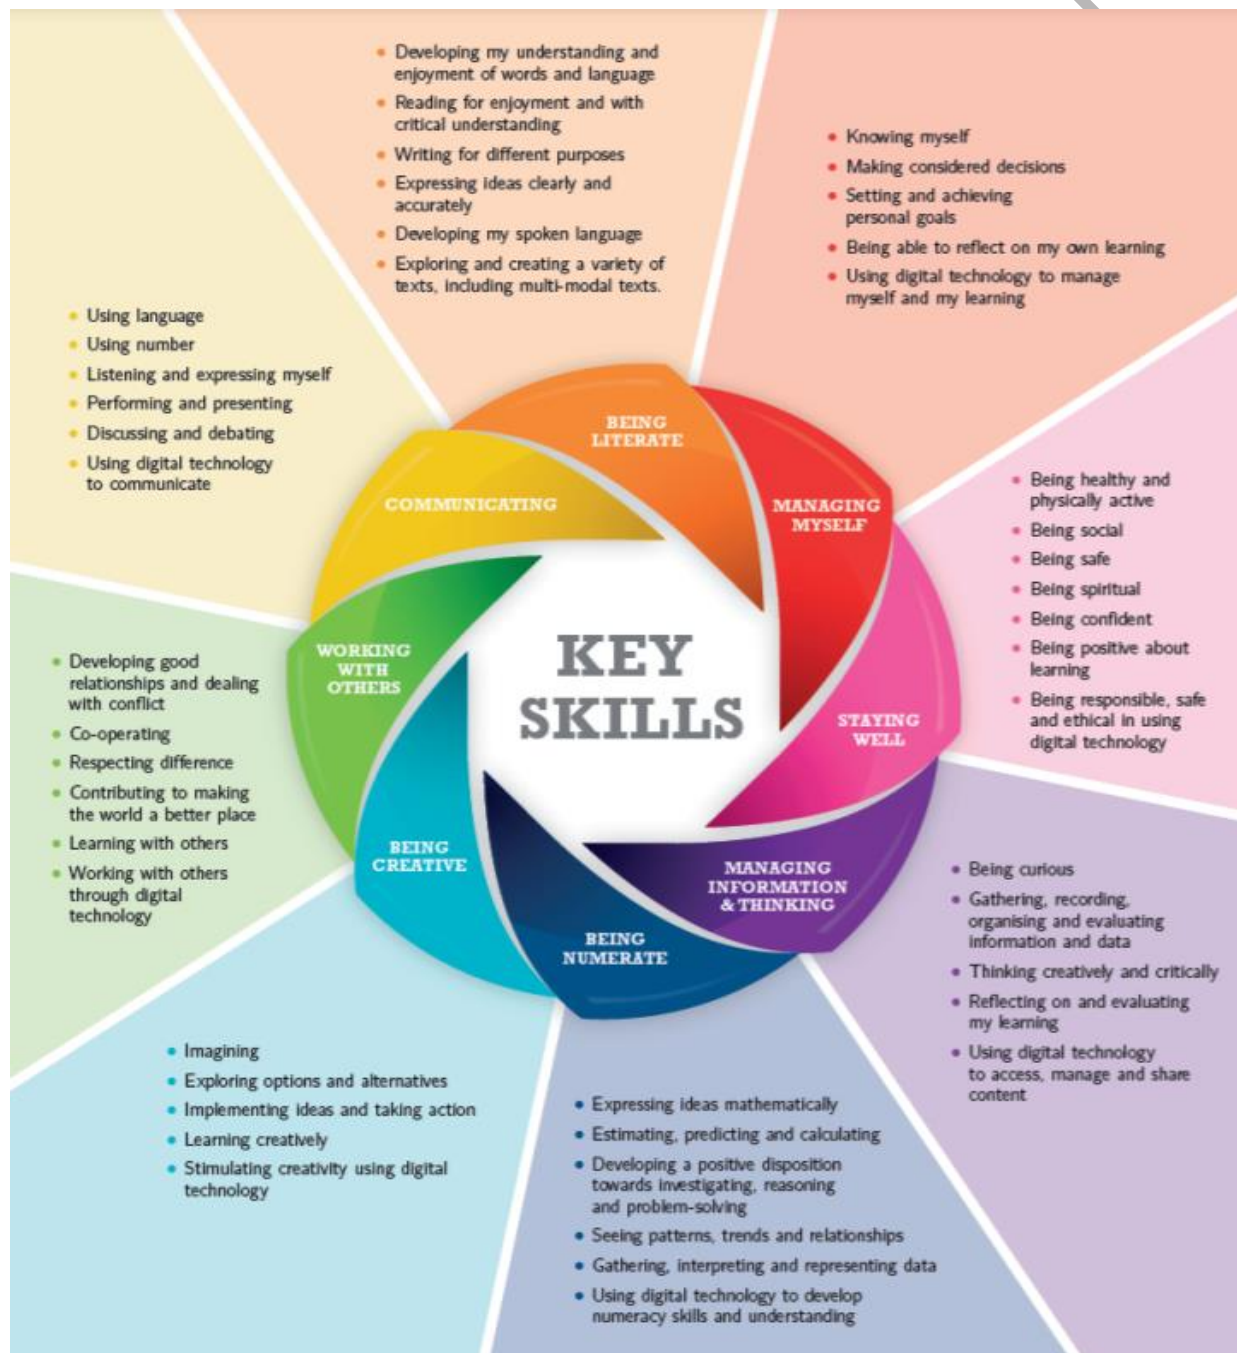 Developing my understanding and
enjoyment of words and language
Reading for enjoyment and with
critical understanding
Writing for different purposes
Expressing ideas clearly and
accurately
Developing my spoken language
Exploring and creating a variety of
texts, including multi-modal texts.
Knowing myself
Making considered decisions
Setting and achieving
personal goals
Being able to reflect on my own learning
Using digital technology to manage
myself and my learning
Using language
Using number
Listening and expressing myself
Performing and presenting
Discussing and debating
Using digital technology
to communicate
BEING
LITERATE
COMMUNICATING
MANAGING
MYSELF
Being healthy and
physically active
Being social
Being safe
Being spiritual
Being confident
Being positive about
learning
Being responsible, safe
and ethical in using
digital technology
WORKING
WITH
OTHERS
KEY
SKILLS
STAYING
WELL
Developing good
relationships and dealing
with conflict
Co-operating
Respecting difference
Contributing to making
the world a better place
Learning with others
Working with others
through digital
technology
BEING
CREATIVE
MANAGING
INFORMATION
& THINKING
BEING
NUMERATE
Being curious
Gathering, recording,
organising and evaluating
information and data
Thinking creatively and critically
Reflecting on and evaluating
my learning
Using digital technology
to access, manage and share
content
Imagining
Exploring options and alternatives
Implementing ideas and taking action
Learning creatively
Stimulating creativity using digital
technology
Expressing ideas mathematically
Estimating, predicting and calculating
Developing a positive disposition
towards investigating, reasoning
and problem-solving
Seeing patterns, trends and relationships
Gathering, interpreting and representing data
Using digital technology to develop
numeracy skills and understanding